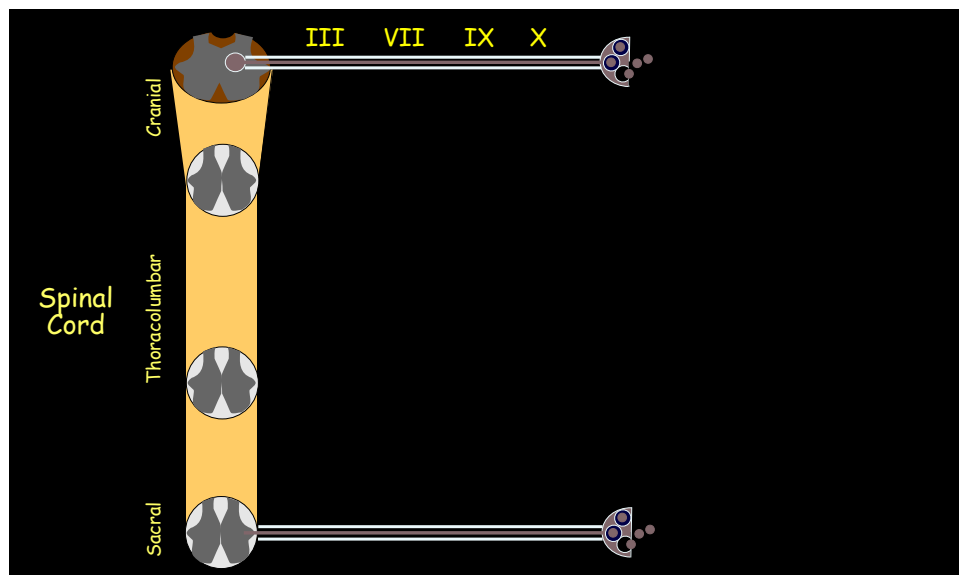 III VII IX X
Cranial
Thoracolumbar
Spinal
Cord
Sacral